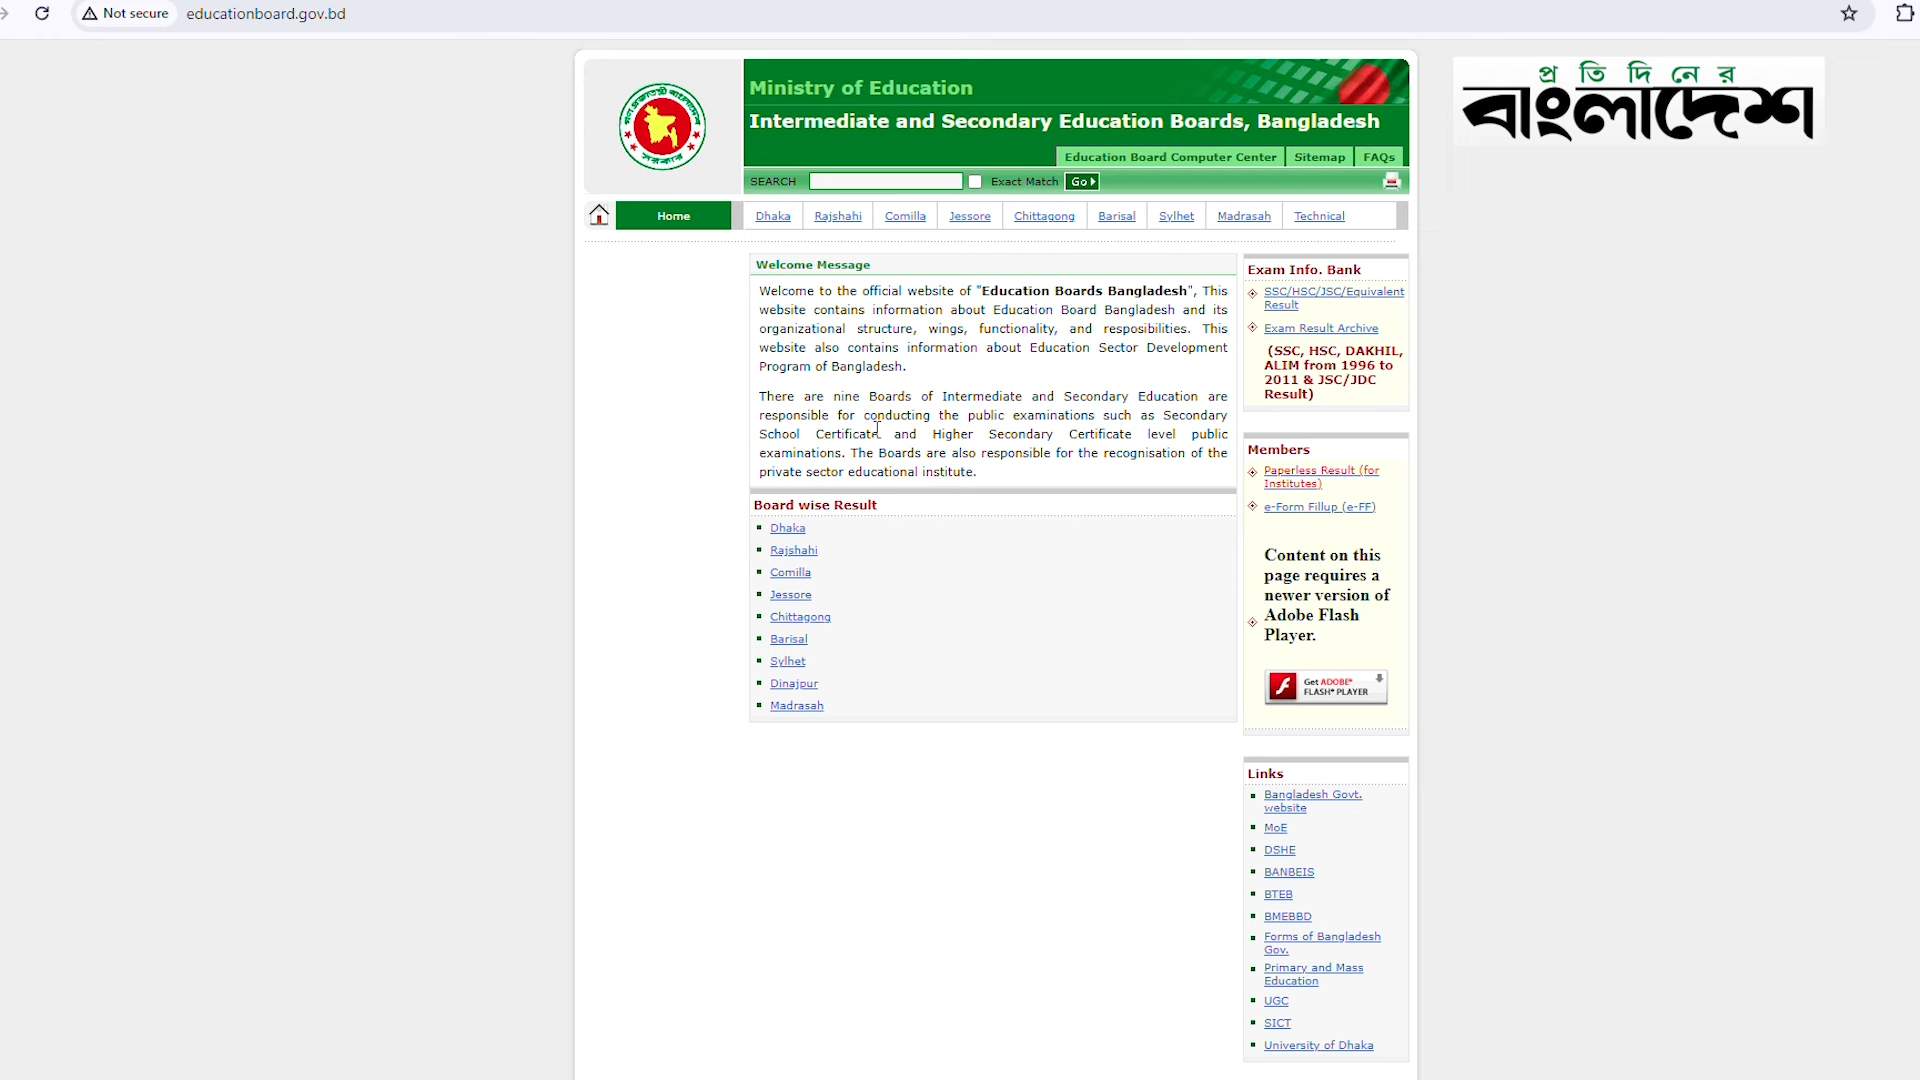 Not secure educationboard.gov.bd
প্রতিদিনের
বাংলাদেশ
Ministry of Education
Intermediate and Secondary Education Boards, Bangladesh
Education Board Computer Center Sitemap FAQs
SEARCH Exact Match Go
Home Dhaka Rajshahi Comilla Jessore Chittagong Barisal Sylhet Madrasah Technical
Welcome Message
Welcome to the official website of "Education Boards Bangladesh", This
website contains information about Education Board Bangladesh and its
organizational structure, wings, functionality, and resposibilities. This
website also contains information about Education Sector Development
Program of Bangladesh.
There are nine Boards of Intermediate and Secondary Education are
responsible for conducting the public examinations such as Secondary
School Certificate and Higher Secondary Certificate level public
examinations. The Boards are also responsible for the recognisation of the
private sector educational institute.
Board wise Result
Dhaka
Rajshahi
Comilla
Jessore
Chittagong
Barisal
Sylhet
Dinajpur
Madrasah
Exam Info. Bank
SSC/HSC/JSC/Equivalent
Result
Exam Result Archive
(SSC, HSC, DAKHIL,
ALIM from 1996 to
2011 & JSC/JDC
Result)
Members
Paperless Result (for
Institutes)
e-Form Fillup (e-FF)
Content on this
page requires a
newer version of
Adobe Flash
Player.
Get ADOBE®
FLASH® PLAYER
Links
Bangladesh Govt.
website
MoE
DSHE
BANBEIS
BTEB
BMEBBD
Forms of Bangladesh
Gov.
Primary and Mass
Education
UGC
SICT
University of Dhaka